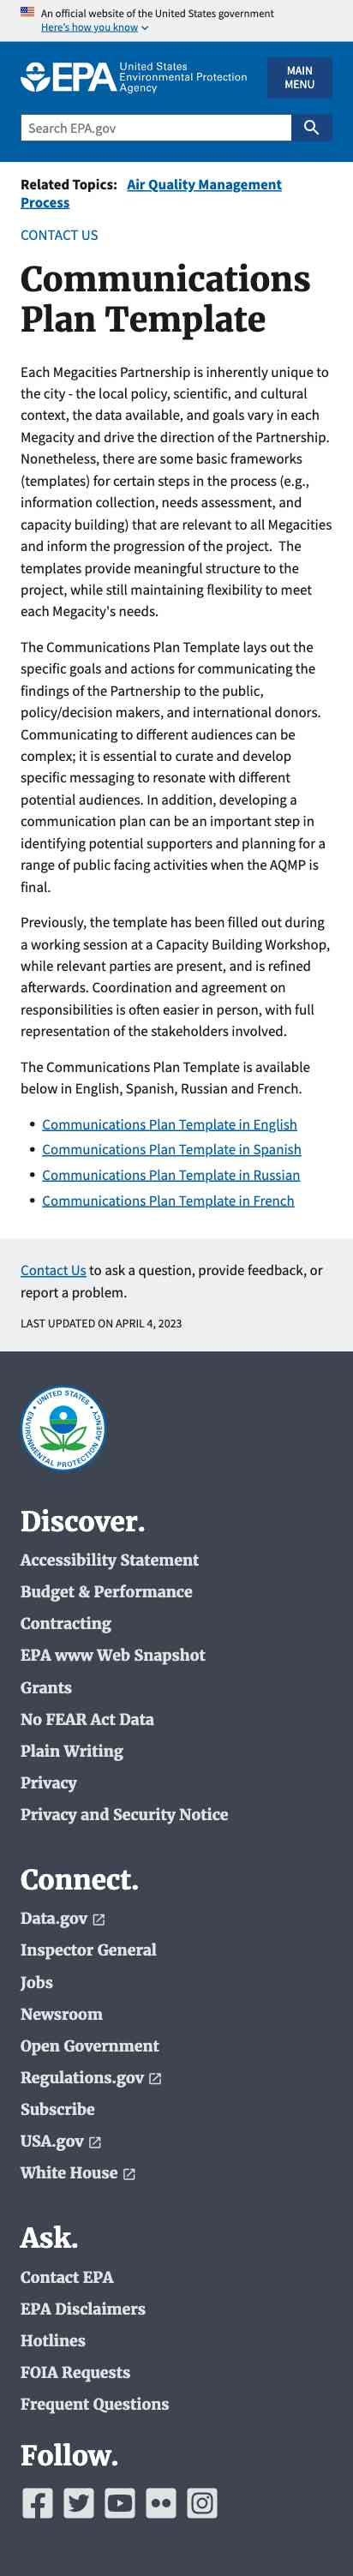 An official website of the United States government
Here's how you know
EPA United States
Environmental Protection
Agency
MAIN
MENU
Search EPA.gov
Related Topics: Air Quality Management
Process
CONTACT US
Communications
Plan Template
Each Megacities Partnership is inherently unique to
the city - the local policy, scientific, and cultural
context, the data available, and goals vary in each
Megacity and drive the direction of the Partnership.
Nonetheless, there are some basic frameworks
(templates) for certain steps in the process (e.g.,
information collection, needs assessment, and
capacity building) that are relevant to all Megacities
and inform the progression of the project. The
templates provide meaningful structure to the
project, while still maintaining flexibility to meet
each Megacity's needs.
The Communications Plan Template lays out the
specific goals and actions for communicating the
findings of the Partnership to the public,
policy/decision makers, and international donors.
Communicating to different audiences can be
complex; it is essential to curate and develop
specific messaging to resonate with different
potential audiences. In addition, developing a
communication plan can be an important step in
identifying potential supporters and planning for a
range of public facing activities when the AQMP is
final.
Previously, the template has been filled out during
a working session at a Capacity Building Workshop,
while relevant parties are present, and is refined
afterwards. Coordination and agreement on
responsibilities is often easier in person, with full
representation of the stakeholders involved.
The Communications Plan Template is available
below in English, Spanish, Russian and French.
• Communications Plan Template in English
• Communications Plan Template in Spanish
• Communications Plan Template in Russian
• Communications Plan Template in French
Contact Us to ask a question, provide feedback, or
report a problem.
LAST UPDATED ON APRIL 4, 2023
UNITED STATES
ENVIRONMENTAL PROTECTION AGENCY
Discover.
Accessibility Statement
Budget & Performance
Contracting
EPA www Web Snapshot
Grants
No FEAR Act Data
Plain Writing
Privacy
Privacy and Security Notice
Connect.
Data.gov
Inspector General
Jobs
Newsroom
Open Government
Regulations.gov
Subscribe
USA.gov
White House
Ask.
Contact EPA
EPA Disclaimers
Hotlines
FOIA Requests
Frequent Questions
Follow.